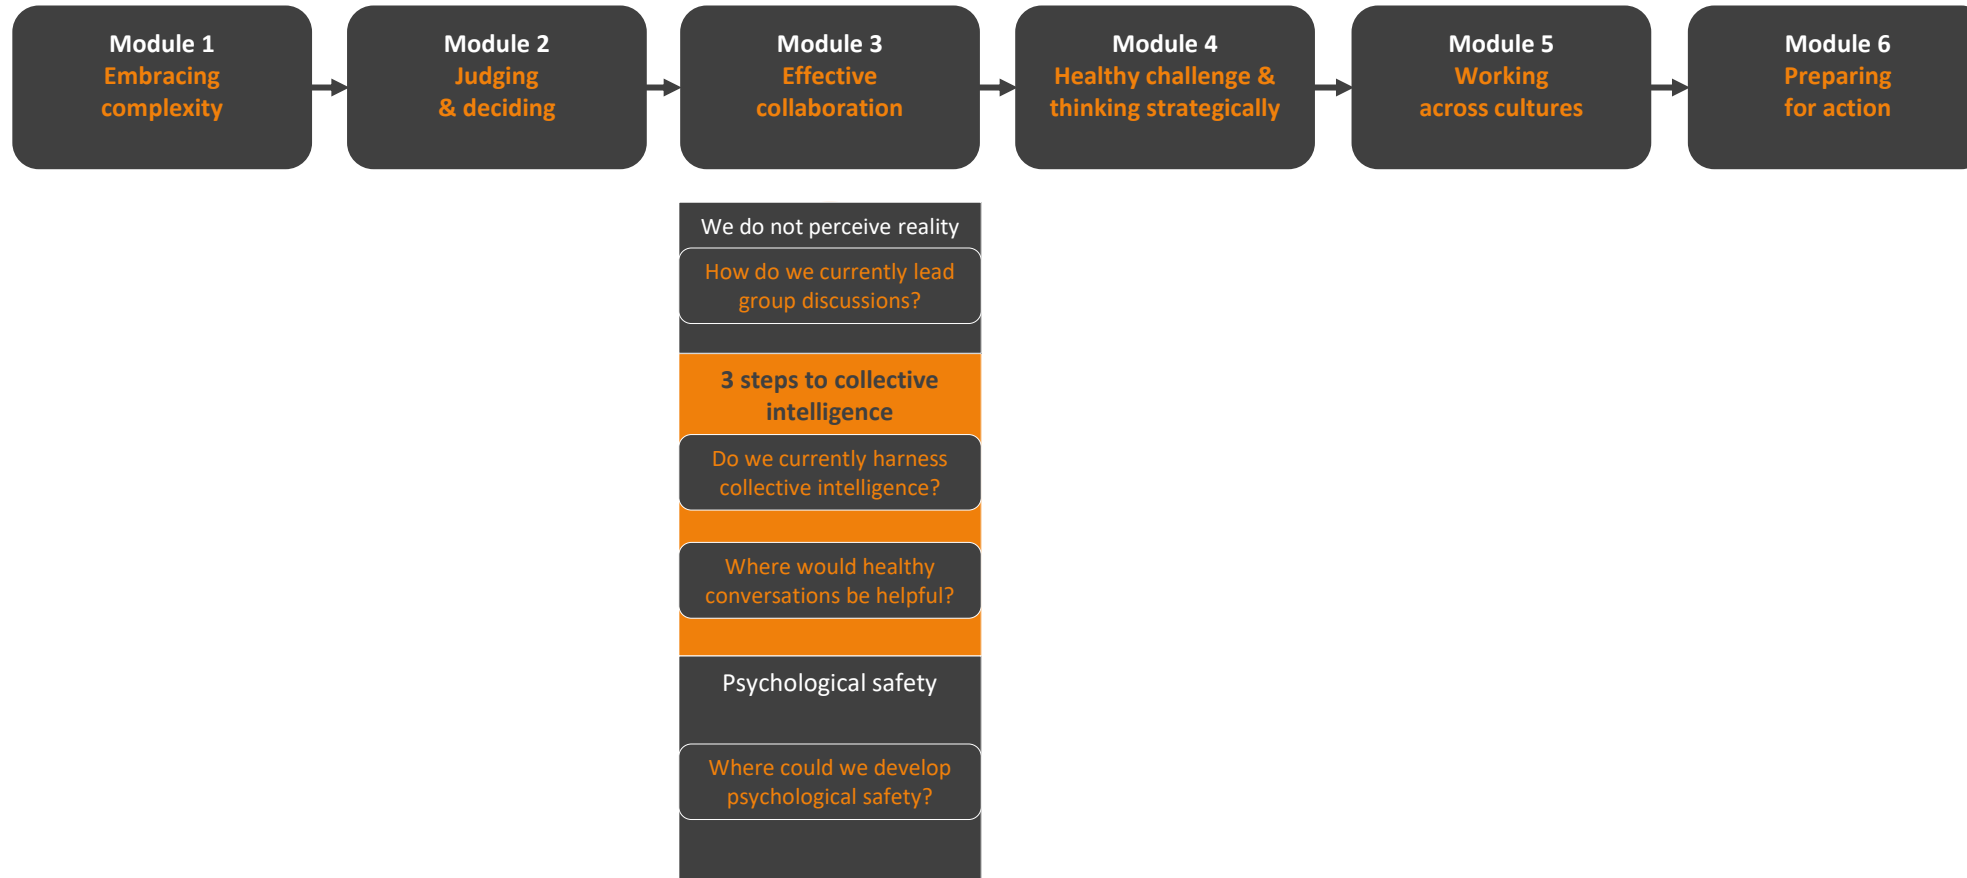 Module 1
Embracing
complexity
Module 2
Judging
& deciding
Module 3
Effective
collaboration
Module 4
Healthy challenge &
thinking strategically
Module 5
Working
across cultures
Module 6
Preparing
for action
We do not perceive reality
How do we currently lead
group discussions?
3 steps to collective
intelligence
Do we currently harness
collective intelligence?
Where would healthy
conversations be helpful?
Psychological safety
Where could we develop
psychological safety?